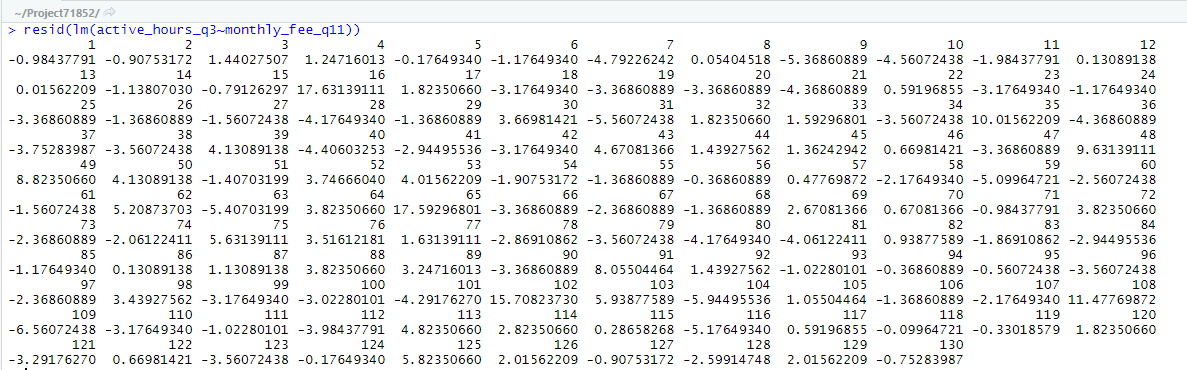 ~/Project71852/
> resid(lm(active_hours_q3~monthly_fee_q11))
1 2 3 4 5 6 7 8 9 10 11 12
-0.98437791 -0.90753172 1.44027507 1.24716013 -0.17649340 -1.17649340 -4.79226242 0.05404518 -5.36860889 -4.56072438 -1.98437791 0.13089138
13 14 15 16 17 18 19 20 21 22 23 24
0.01562209 -1.13807030 -0.79126297 17.63139111 1.82350660 -3.17649340 -3.36860889 -3.36860889 -4.36860889 0.59196855 -3.17649340 -1.17649340
25 26 27 28 29 30 31 32 33 34 35 36
-3.36860889 -1.36860889 -1.56072438 -4.17649340 -1.36860889 3.66981421 -5.56072438 1.82350660 1.59296801 -3.56072438 10.01562209 -4.36860889
37 38 39 40 41 42 43 44 45 46 47 48
-3.75283987 -3.56072438 4.13089138 -4.40603253 -2.94495536 -3.17649340 4.67081366 1.43927562 1.36242941 0.66981421 -3.36860889 9.63139111
49 50 51 52 53 54 55 56 57 58 59 60
8.82350660 4.13089138 -1.40703199 3.74666040 4.01562209 -1.90753172 -1.36860889 -0.36860889 0.47769872 -2.17649340 -5.09964721 -2.56072438
61 62 63 64 65 66 67 68 69 70 71 72
-1.56072438 5.20873703 -5.40703199 3.82350660 17.59296801 -3.36860889 -2.36860889 -1.36860889 2.67081366 0.67081366 -0.98437791 3.82350660
73 74 75 76 77 78 79 80 81 82 83 84
-2.36860889 -2.06122411 5.63139111 3.51612181 1.63139111 -2.86910862 -3.56072438 -4.17649340 -4.06122411 0.93877589 -1.86910862 -2.94495536
85 86 87 88 89 90 91 92 93 94 95 96
-1.17649340 0.13089138 1.13089138 3.82350660 3.24716013 -3.36860889 8.05504464 1.43927562 -1.02280101 -0.36860889 -0.56072438 -3.56072438
97 98 99 100 101 102 103 104 105 106 107 108
-2.36860889 3.43927562 -3.17649340 -3.02280101 -4.29176270 15.70823730 5.93877589 -5.94495536 1.05504464 -1.36860889 -2.17649340 11.47769872
109 110 111 112 113 114 115 116 117 118 119 120
-6.56072438 -3.17649340 -1.02280101 -3.98437791 4.82350660 2.82350660 0.28658268 -5.17649340 0.59196855 -0.09964721 -0.33018579 1.82350660
121 122 123 124 125 126 127 128 129 130
-3.29176270 0.66981421 -3.56072438 -0.17649340 5.82350660 2.01562209 -0.90753172 -2.59914748 2.01562209 -0.75283987